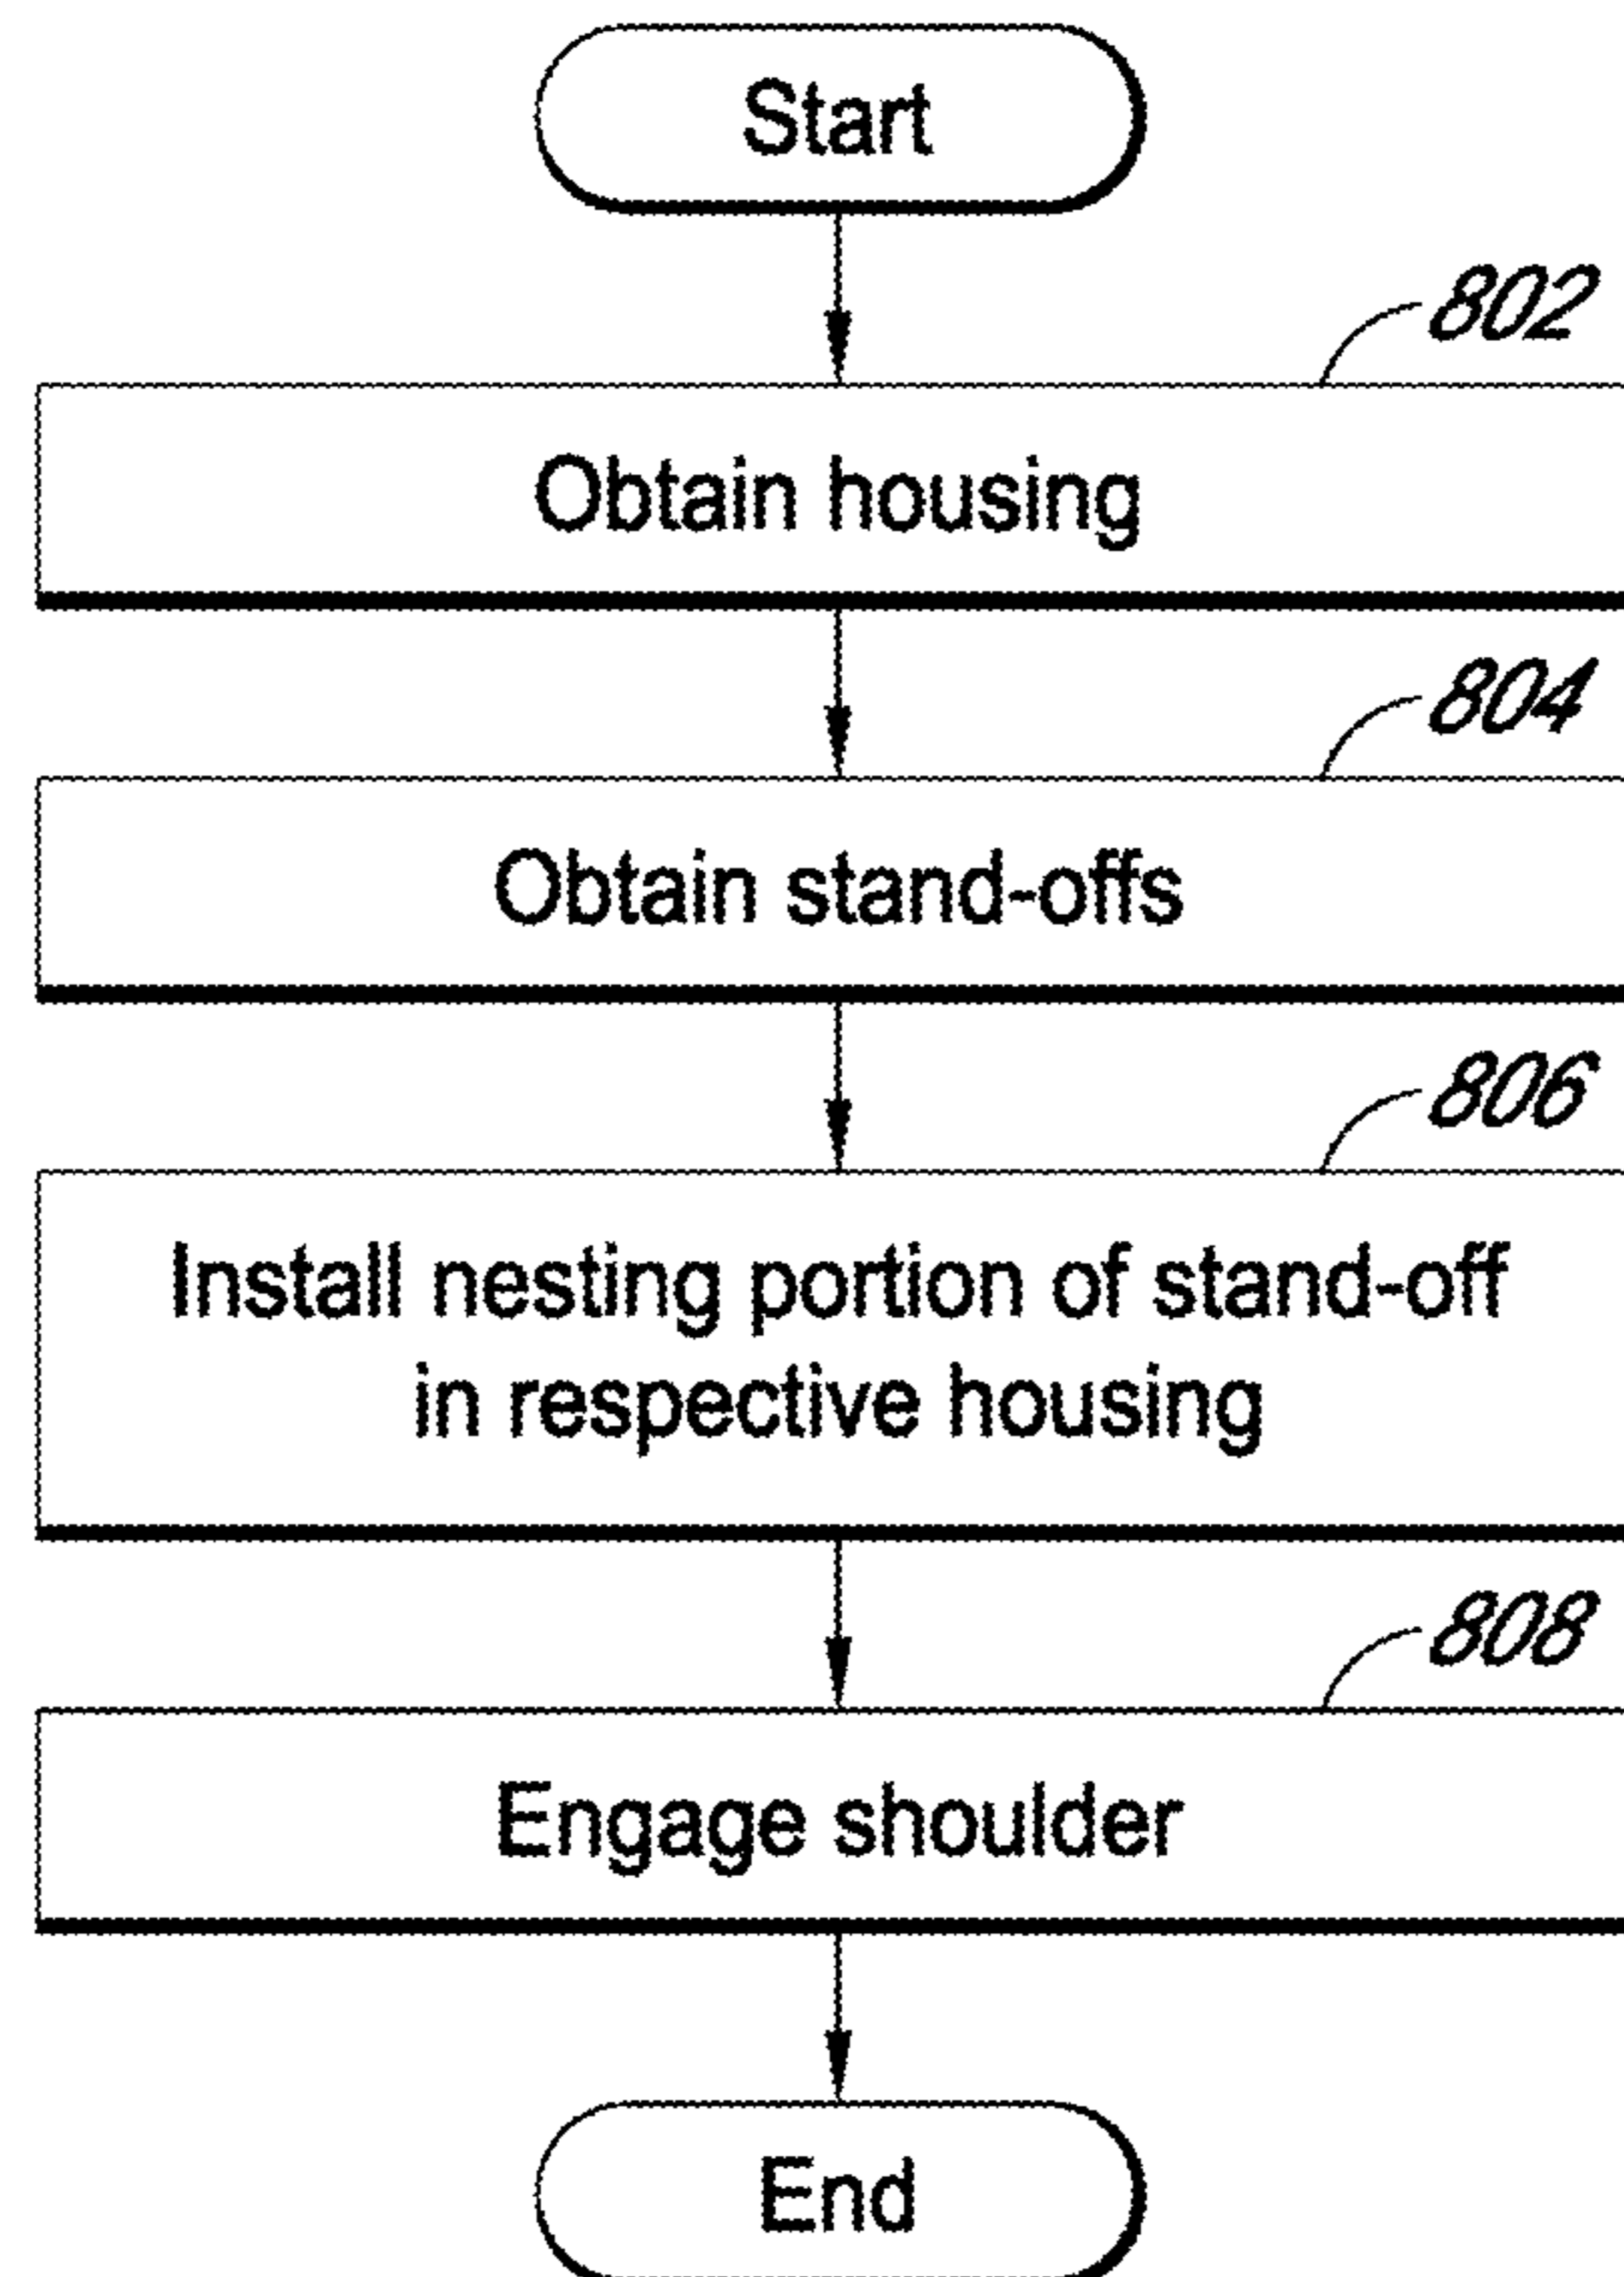 Start
802
Obtain housing
804
Obtain stand-offs
806
Install nesting portion of stand-off
in respective housing
808
Engage shoulder
End